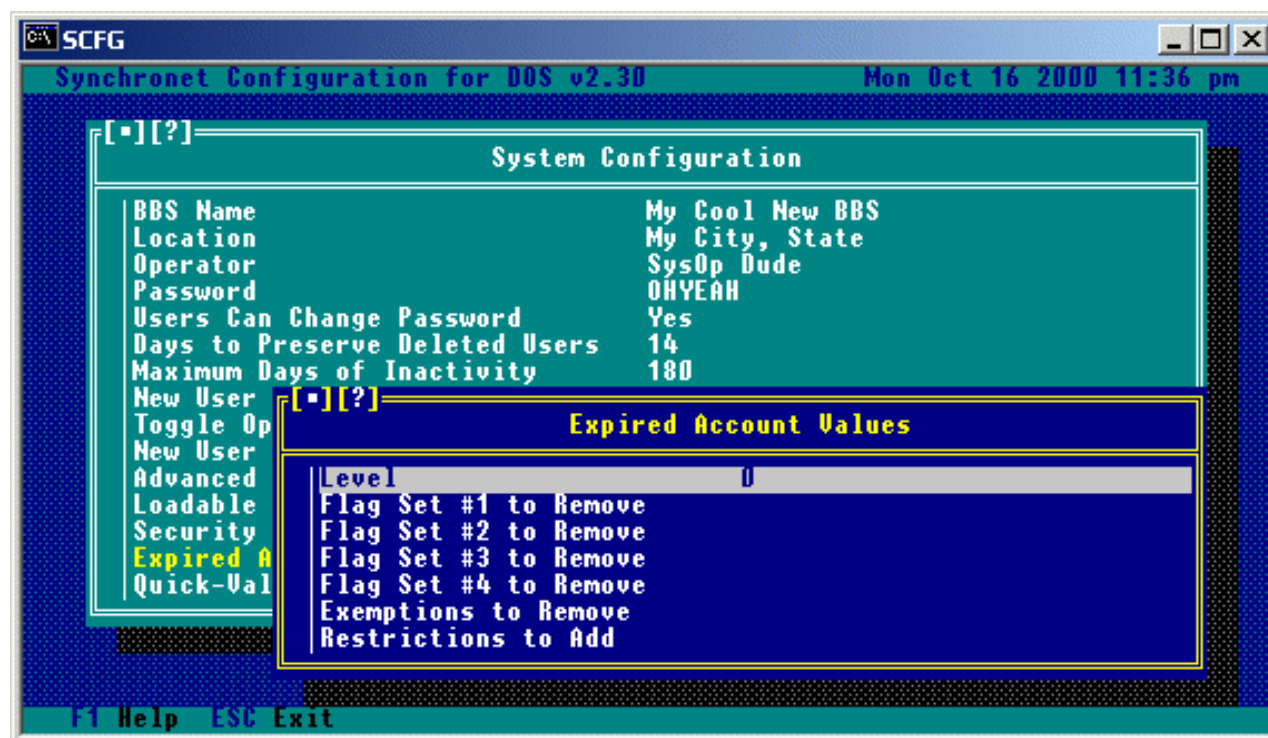 SCFG
Synchronet Configuration for DOS v2.30 Mon Oct 16 2000 11:36 pm
[▪][?]
System Configuration
BBS Name My Cool New BBS
Location My City, State
Operator SysOp Dude
Password OHYEAH
Users Can Change Password Yes
Days to Preserve Deleted Users 14
Maximum Days of Inactivity 180
New User
Toggle Op
New User
Advanced
Loadable
Security
Expired A
Quick-Val
[▪][?]
Expired Account Values
Level 0
Flag Set #1 to Remove
Flag Set #2 to Remove
Flag Set #3 to Remove
Flag Set #4 to Remove
Exemptions to Remove
Restrictions to Add
F1 Help ESC Exit